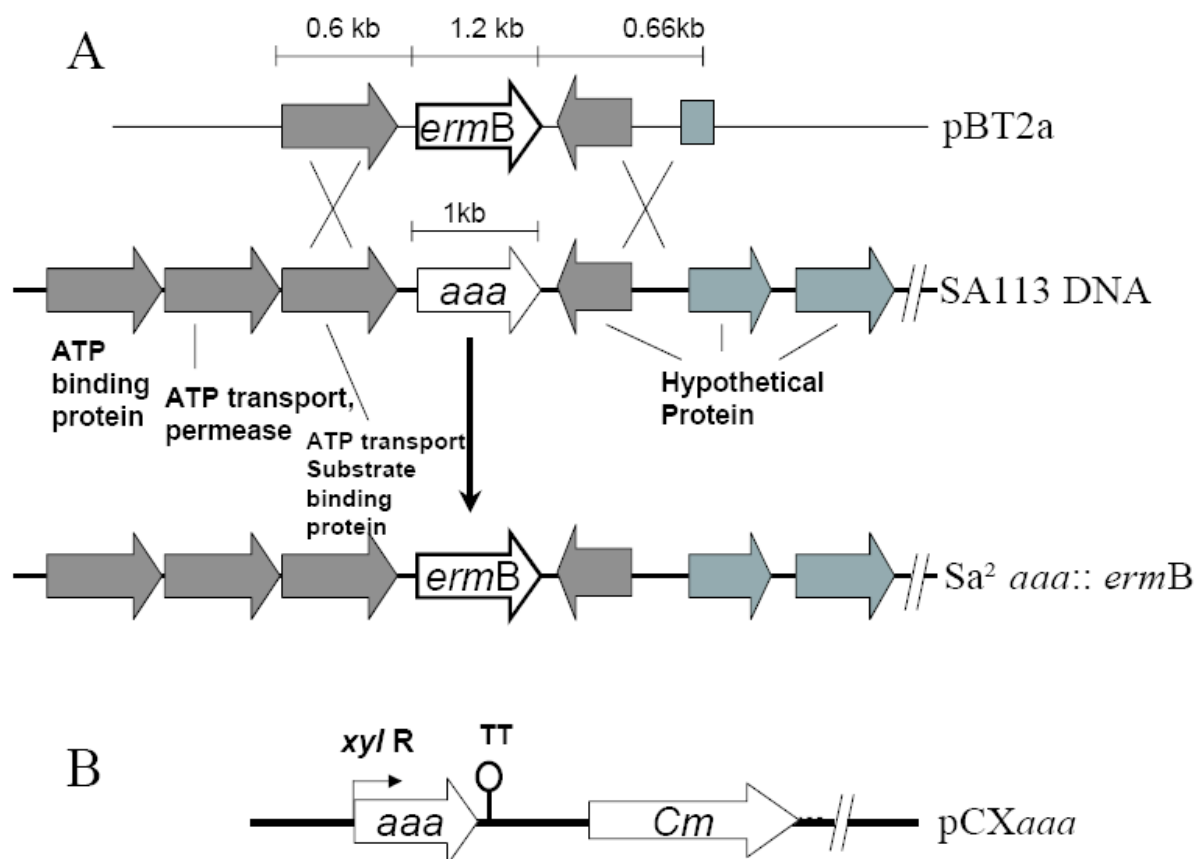 A
0.6 kb 1.2 kb 0.66kb
ermB
pBT2a
1kb
aaa
SA113 DNA
ATP
binding
protein
ATP transport,
permease
ATP transport
Substrate
binding
protein
Hypothetical
Protein
ermB
Sa² aaa:: ermB
B
xyl R
TT
aaa
Cm
pCXaaa